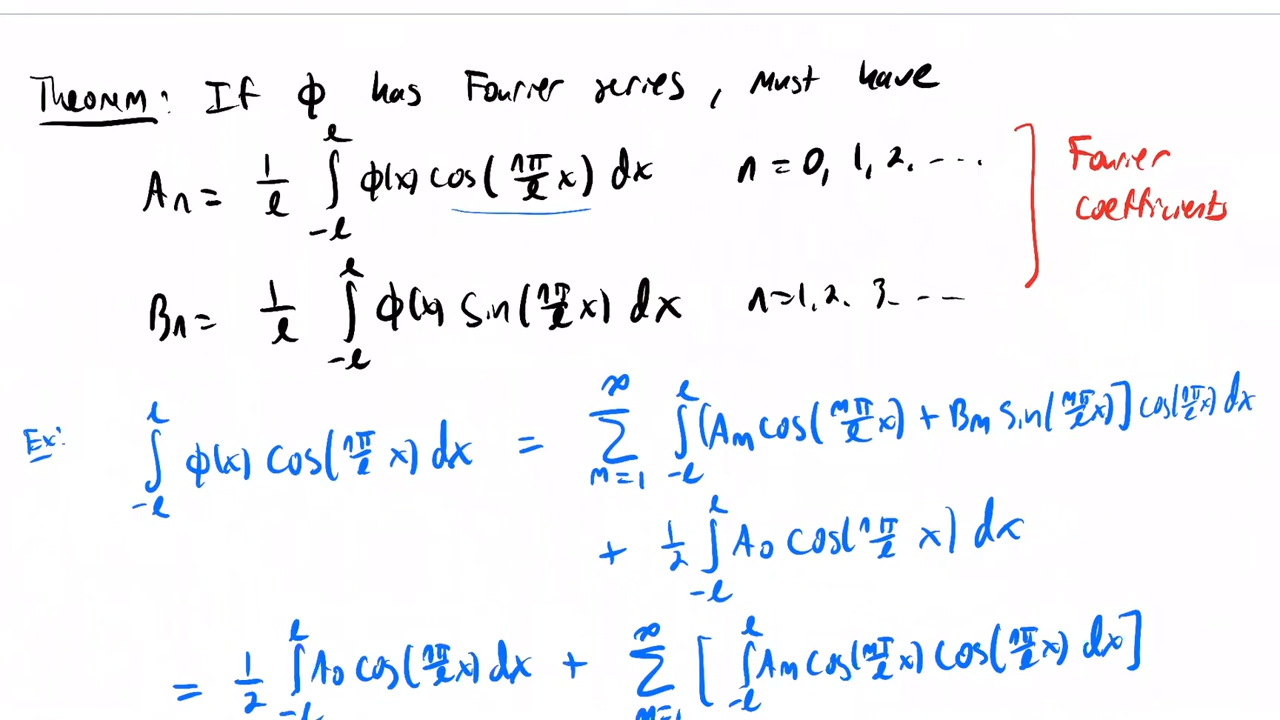 Theorem: If ϕ has Fourier series, must have
Aₙ = 1/ℓ ∫_{-ℓ}^{ℓ} ϕ(x) cos(nπ/ℓ x) dx n = 0, 1, 2, ....
Fourier
coefficients
Bₙ = 1/ℓ ∫_{-ℓ}^{ℓ} ϕ(x) sin(nπ/ℓ x) dx n=1, 2, 3, ....
Ex: ∫_{-ℓ}^{ℓ} ϕ(x) cos(nπ/ℓ x) dx = ∑_{m=1}^{∞} ∫_{-ℓ}^{ℓ} [Aₘ cos(mπ/ℓ x) + Bₘ sin(mπ/ℓ x)] cos(nπ/ℓ x) dx
+ 1/2 ∫_{-ℓ}^{ℓ} A₀ cos(nπ/ℓ x) dx
= 1/2 ∫_{-ℓ}^{ℓ} A₀ cos(nπ/ℓ x) dx + ∑_{m=1}^{∞} [ ∫_{-ℓ}^{ℓ} Aₘ cos(mπ/ℓ x) cos(nπ/ℓ x) dx ]